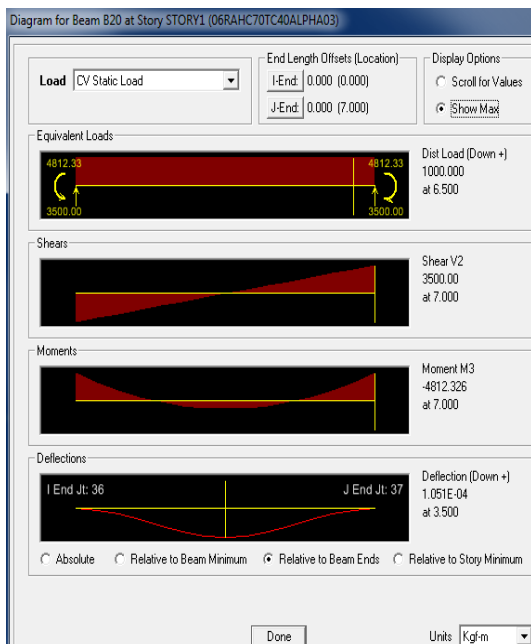 Diagram for Beam B20 at Story STORY1 (06RAHC70TC40ALPHA03)
Load CV Static Load
End Length Offsets (Location)
I-End: 0.000 (0.000)
J-End: 0.000 (7.000)
Display Options
Scroll for Values
Show Max
Equivalent Loads
4812.33 4812.33
3500.00 3500.00
Dist Load (Down +)
1000.000
at 6.500
Shears
Shear V2
3500.00
at 7.000
Moments
Moment M3
-4812.326
at 7.000
Deflections
I End Jt: 36 J End Jt: 37
Deflection (Down +)
1.051E-04
at 3.500
Absolute Relative to Beam Minimum Relative to Beam Ends Relative to Story Minimum
Done Units Kgf-m